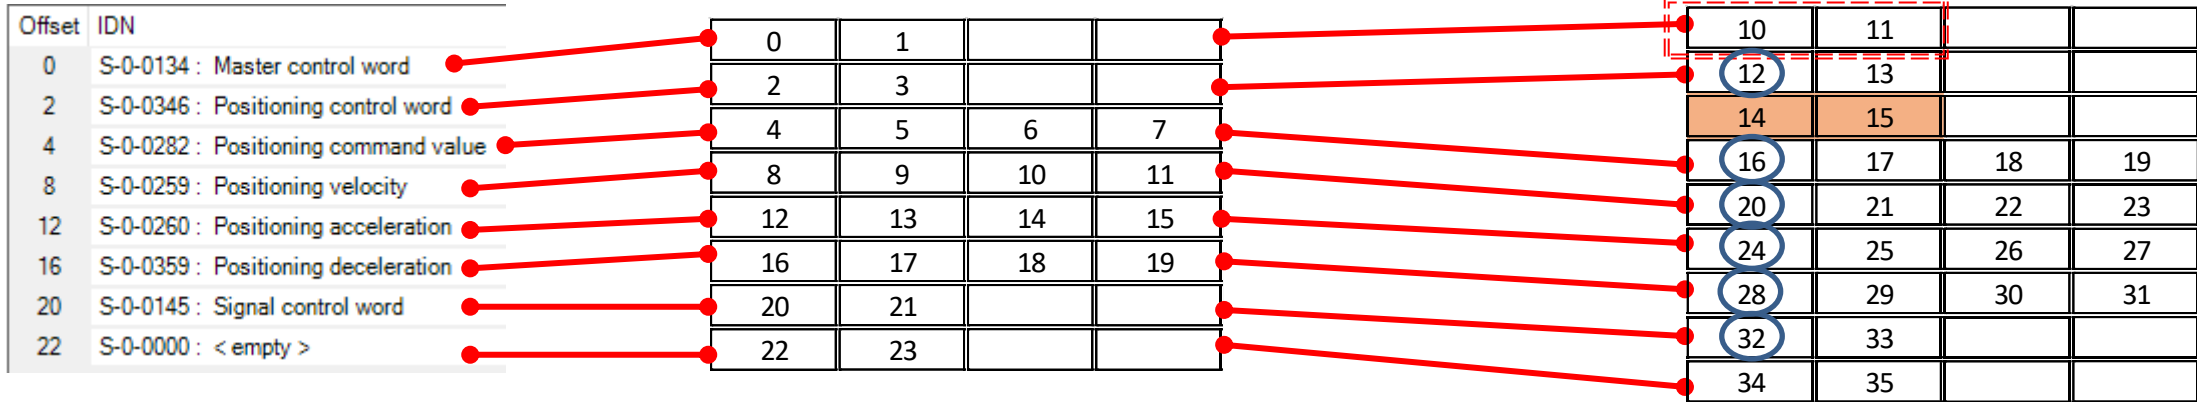 Offset IDN
0 S-0-0134 : Master control word
2 S-0-0346 : Positioning control word
4 S-0-0282 : Positioning command value
8 S-0-0259 : Positioning velocity
12 S-0-0260 : Positioning acceleration
16 S-0-0359 : Positioning deceleration
20 S-0-0145 : Signal control word
22 S-0-0000 : < empty >
0 1
2 3
4 5 6 7
8 9 10 11
12 13 14 15
16 17 18 19
20 21
22 23
10 11
12 13
14 15
16 17 18 19
20 21 22 23
24 25 26 27
28 29 30 31
32 33
34 35